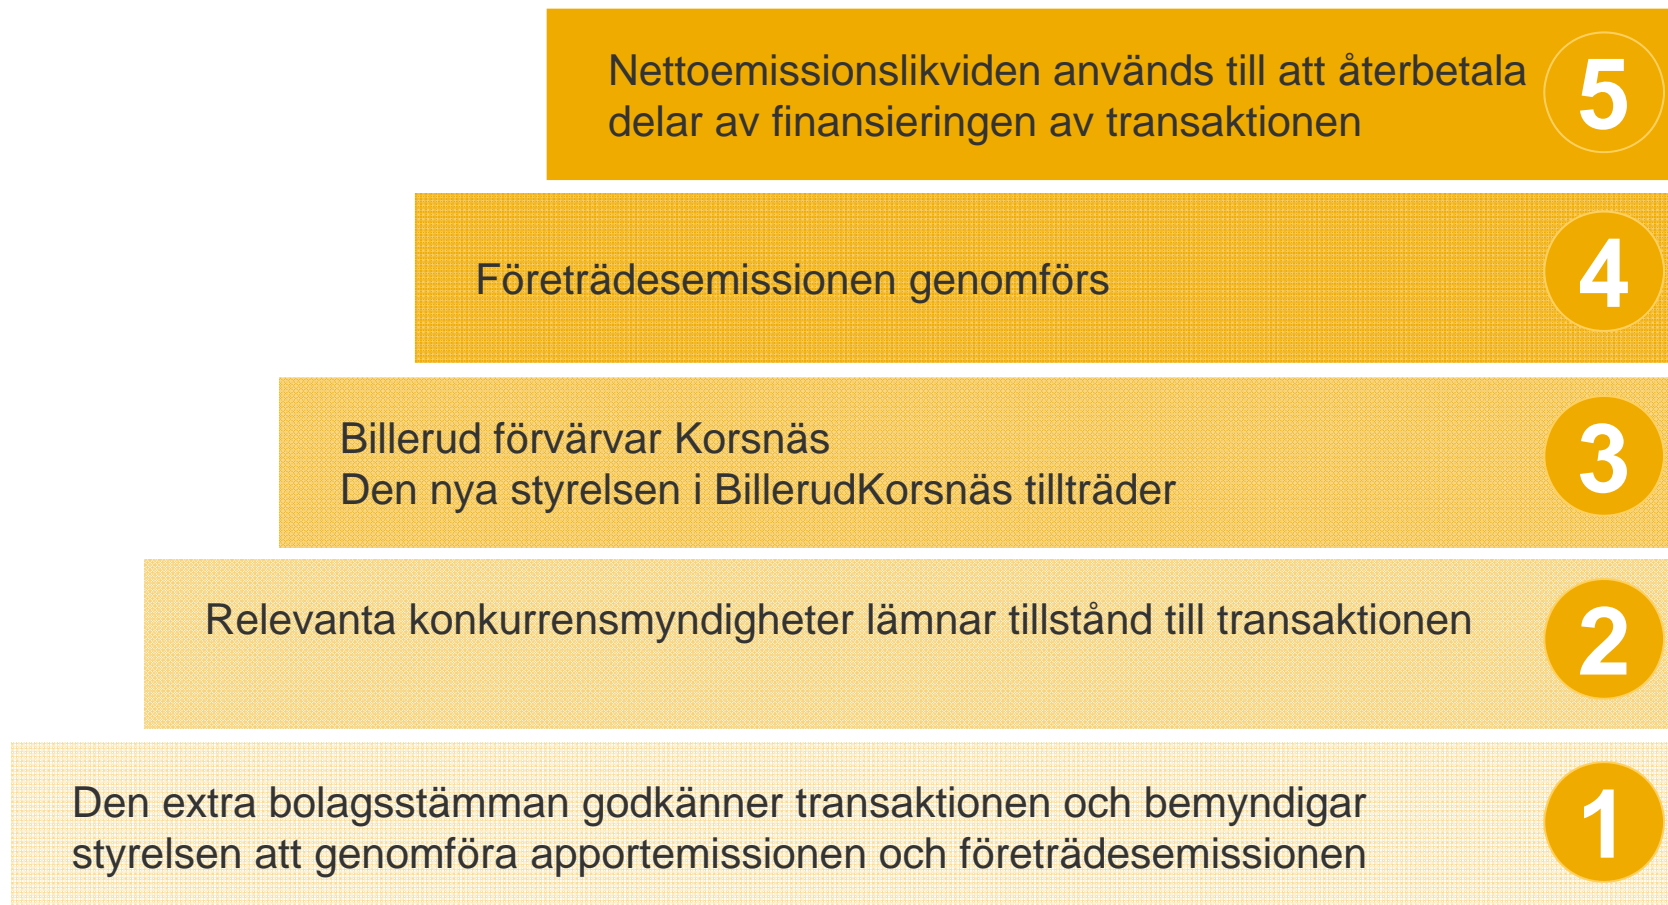 Nettoemissionslikviden används till att återbetala
delar av finansieringen av transaktionen
5
Företrädesemissionen genomförs
4
Billerud förvärvar Korsnäs
Den nya styrelsen i BillerudKorsnäs tillträder
3
Relevanta konkurrensmyndigheter lämnar tillstånd till transaktionen
2
Den extra bolagsstämman godkänner transaktionen och bemyndigar
styrelsen att genomföra apportemissionen och företrädesemissionen
1